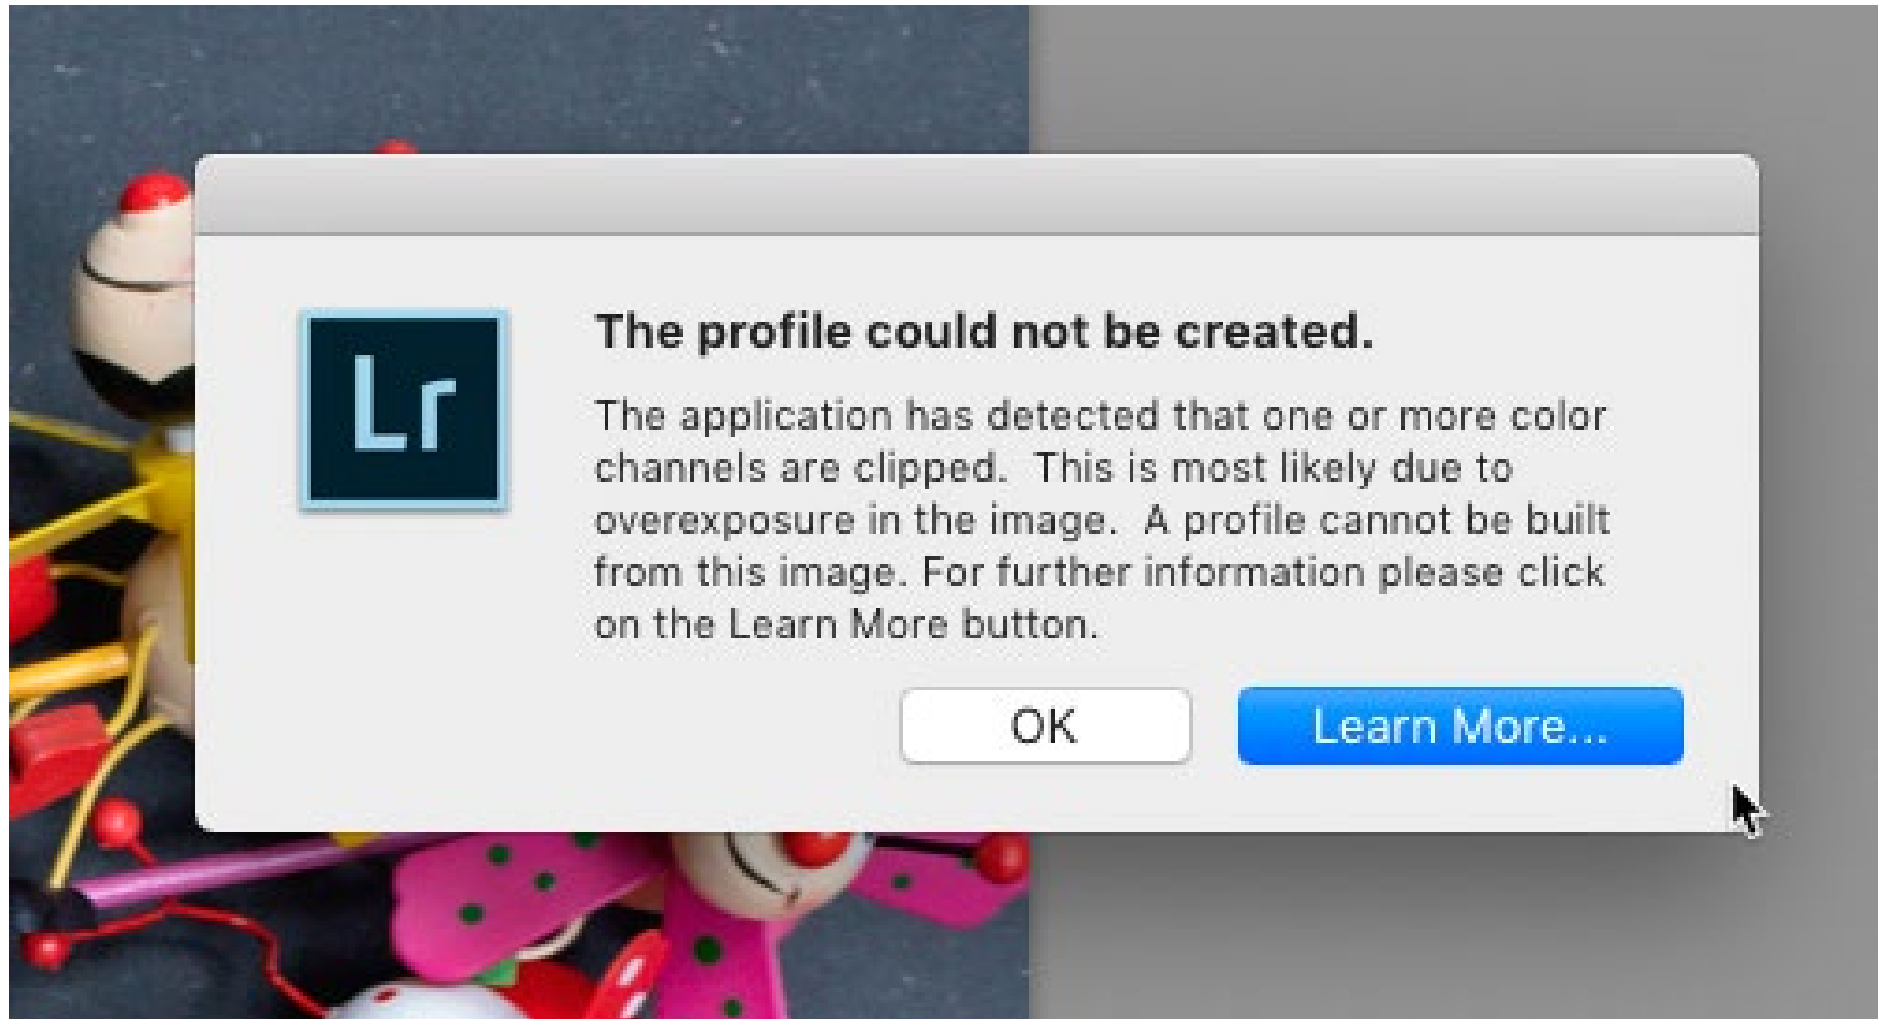 Lr
The profile could not be created.
The application has detected that one or more color
channels are clipped.  This is most likely due to
overexposure in the image.  A profile cannot be built
from this image. For further information please click
on the Learn More button.
OK
Learn More...